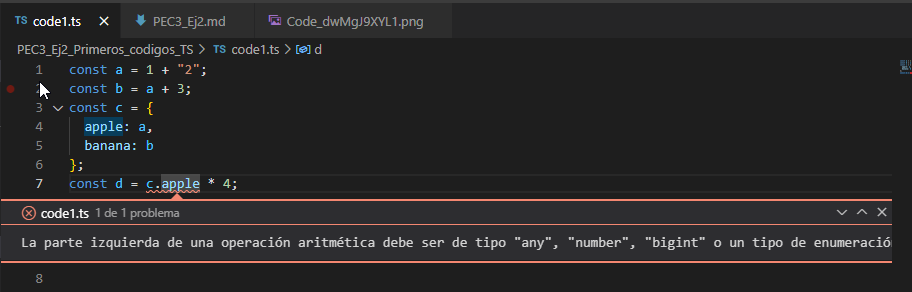 TS code1.ts PEC3_Ej2.md Code_dwMgJ9XYL1.png
PEC3_Ej2_Primeros_codigos_TS > TS code1.ts > d
1 const a = 1 + "2";
2 const b = a + 3;
3 const c = {
4 apple: a,
5 banana: b
6 };
7 const d = c.apple * 4;
code1.ts 1 de 1 problema
La parte izquierda de una operación aritmética debe ser de tipo "any", "number", "bigint" o un tipo de enumeració
8